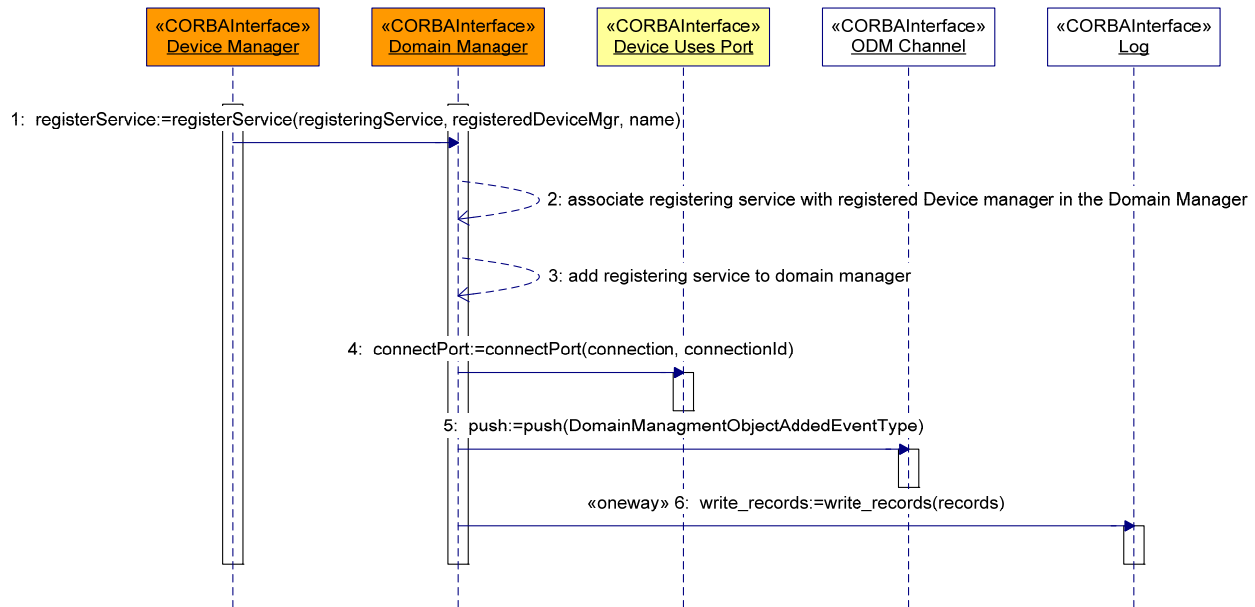 «CORBAInterface»
Device Manager
«CORBAInterface»
Domain Manager
«CORBAInterface»
Device Uses Port
«CORBAInterface»
ODM Channel
«CORBAInterface»
Log
1: registerService:=registerService(registeringService, registeredDeviceMgr, name)
2: associate registering service with registered Device manager in the Domain Manager
3: add registering service to domain manager
4: connectPort:=connectPort(connection, connectionId)
5: push:=push(DomainManagmentObjectAddedEventType)
«oneway» 6: write_records:=write_records(records)